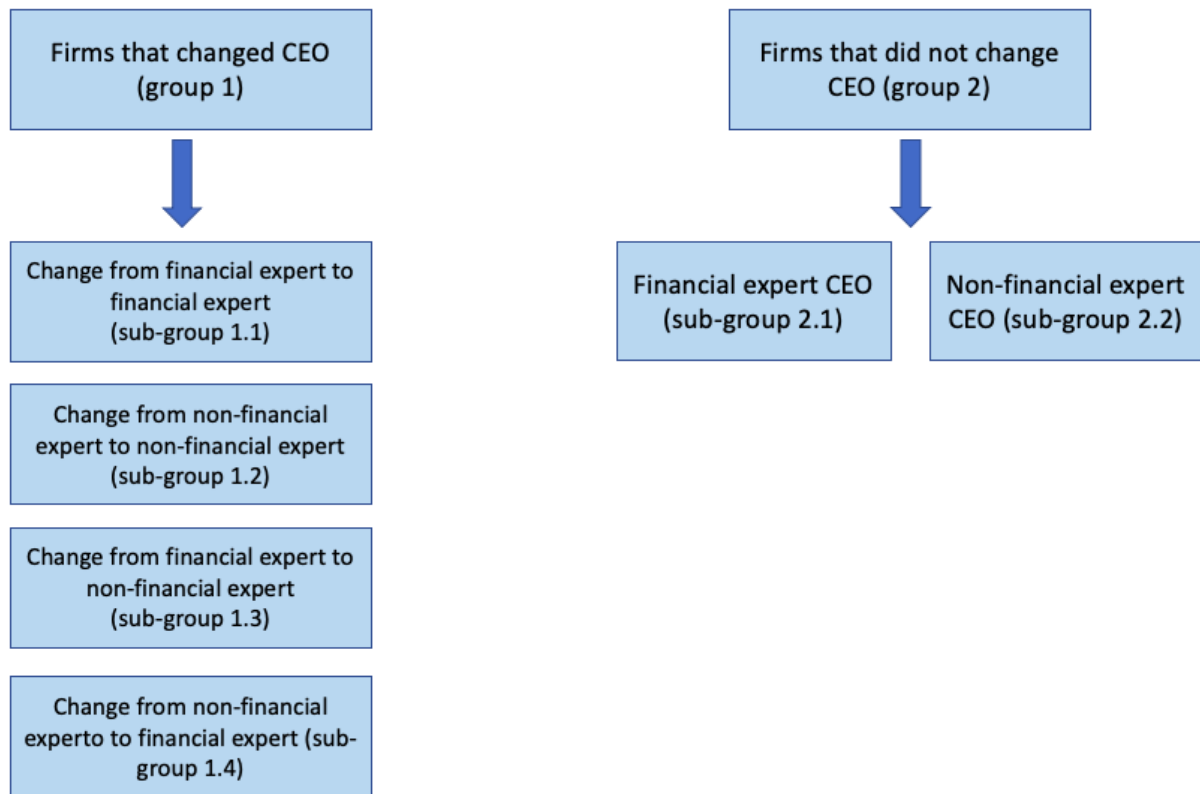 Firms that changed CEO
(group 1)
Firms that did not change
CEO (group 2)
Change from financial expert to
financial expert
(sub-group 1.1)
Financial expert CEO
(sub-group 2.1)
Non-financial expert
CEO (sub-group 2.2)
Change from non-financial
expert to non-financial expert
(sub-group 1.2)
Change from financial expert to
non-financial expert
(sub-group 1.3)
Change from non-financial
experto to financial expert (sub-
group 1.4)